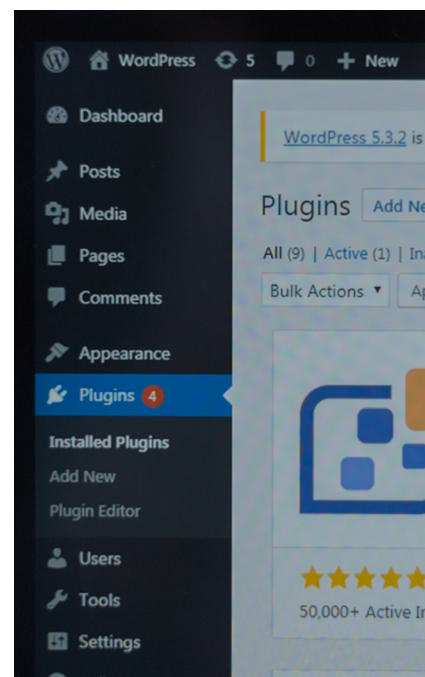 WordPress 5 0 + New
Dashboard
Posts
Media
Pages
Comments
Appearance
Plugins 4
Installed Plugins
Add New
Plugin Editor
Users
Tools
Settings
WordPress 5.3.2 is
Plugins Add Ne
All (9) | Active (1) | Ina
Bulk Actions Ap
50,000+ Active In